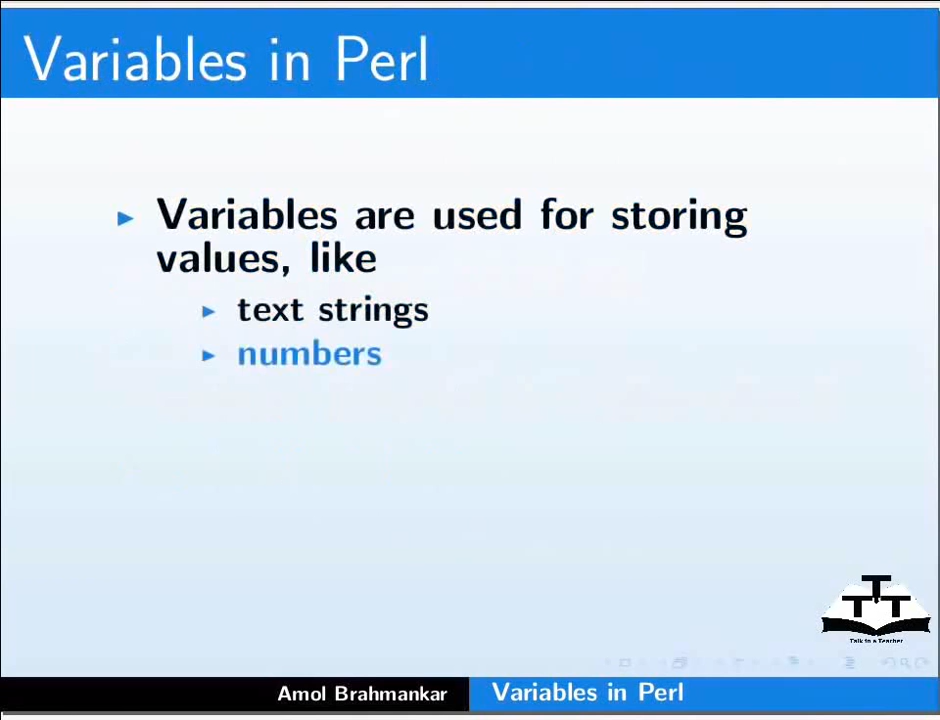 Variables in Perl
Variables are used for storing
values, like
text strings
numbers
T
T T
Talk to a Teacher
Amol Brahmankar
Variables in Perl